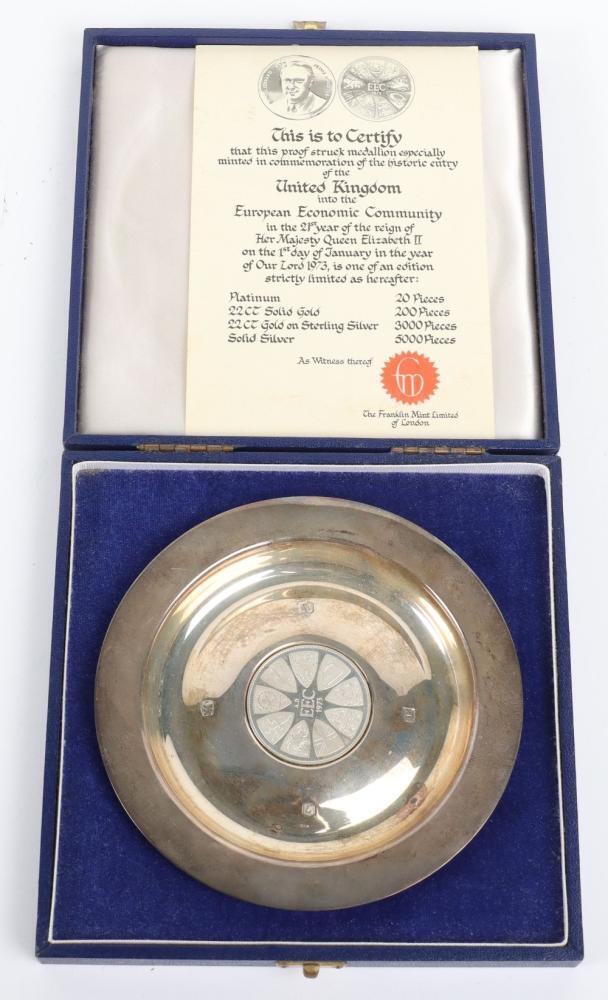 EEC
This is to Certify
that this proof struck medallion especially
minted in commemoration of the historic entry
of the
United Kingdom
into the
European Economic Community
in the 21st year of the reign of
Her Majesty Queen Elizabeth II
on the 1st day of January in the year
of Our Lord 1973, is one of an edition
strictly limited as hereafter:
Platinum 20 Pieces
22CT Solid Gold 200 Pieces
22CT Gold on Sterling Silver 3000 Pieces
Solid Silver 5000 Pieces
As Witness thereof
fm
The Franklin Mint Limited
of London
A.D
EEC
1973